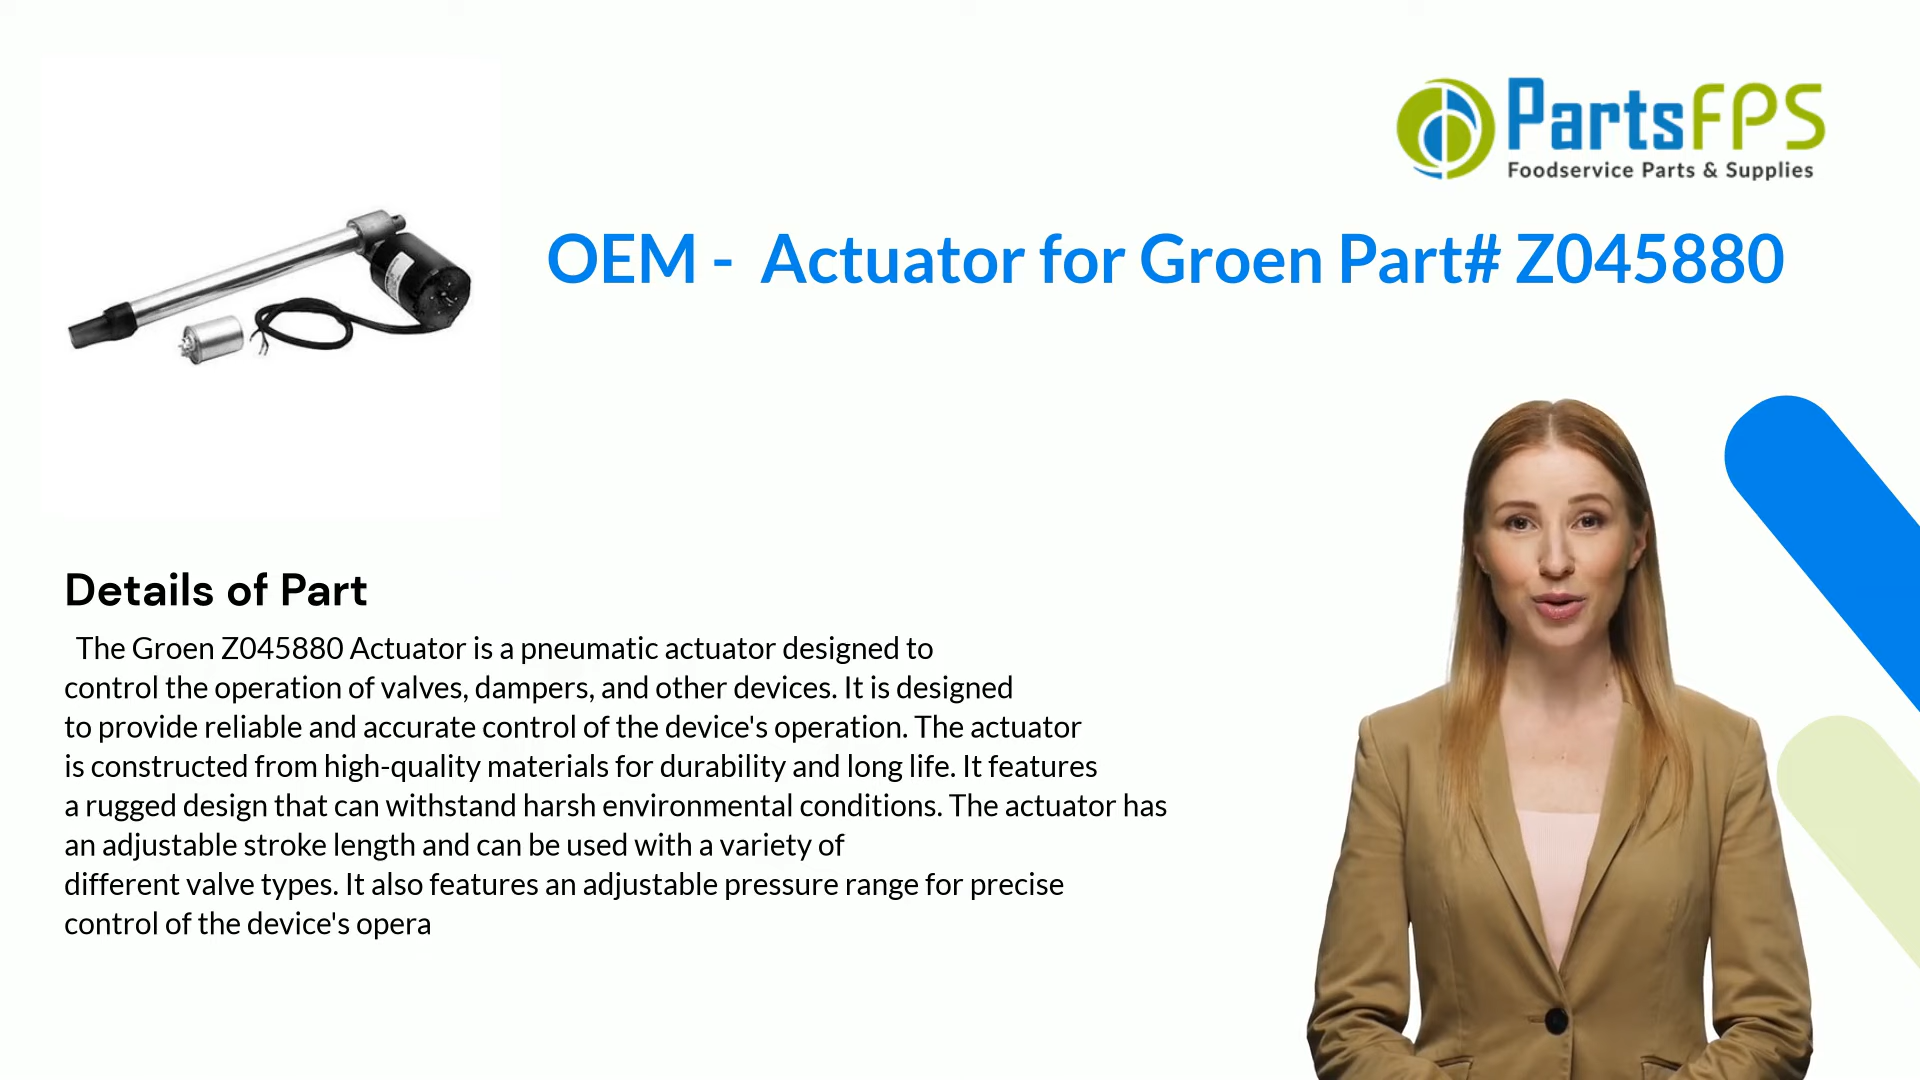 PartsFPS
Foodservice Parts & Supplies
OEM - Actuator for Groen Part# Z045880
Details of Part
The Groen Z045880 Actuator is a pneumatic actuator designed to
control the operation of valves, dampers, and other devices. It is designed
to provide reliable and accurate control of the device's operation. The actuator
is constructed from high-quality materials for durability and long life. It features
a rugged design that can withstand harsh environmental conditions. The actuator has
an adjustable stroke length and can be used with a variety of
different valve types. It also features an adjustable pressure range for precise
control of the device's opera